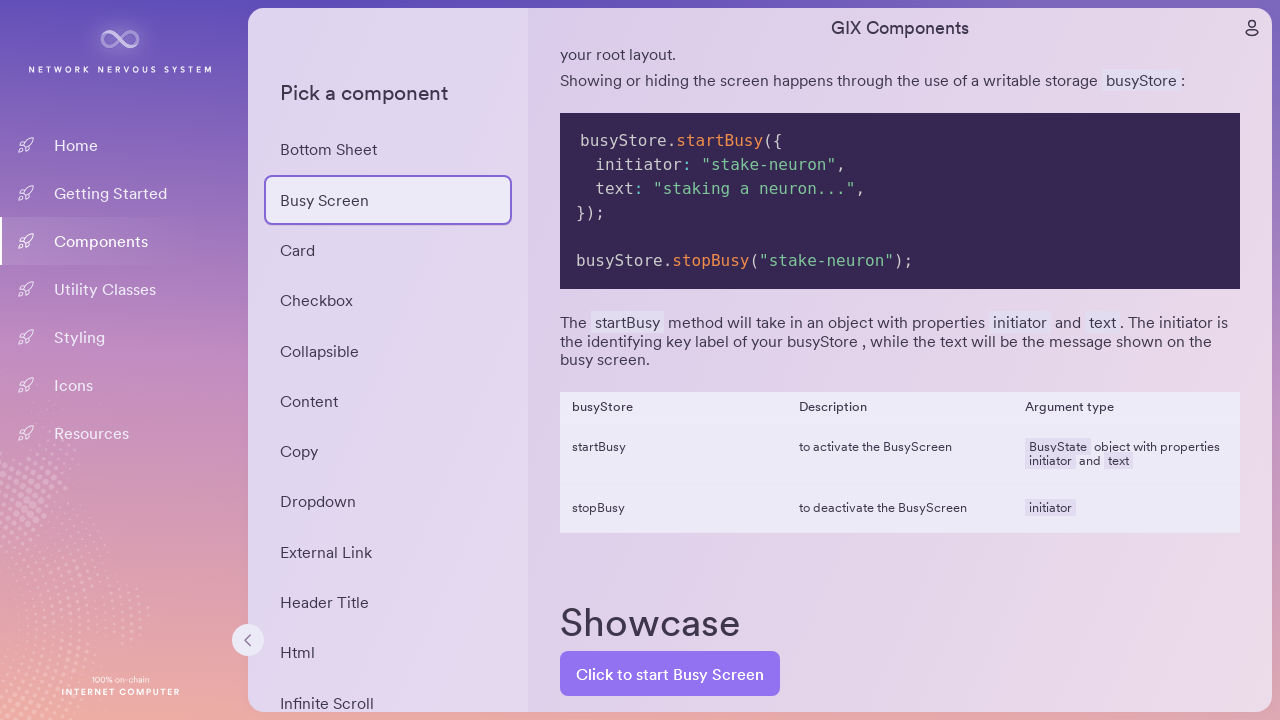 NETWORK NERVOUS SYSTEM
Home
Getting Started
Components
Utility Classes
Styling
Icons
Resources
100% on-chain
INTERNET COMPUTER
Pick a component
Bottom Sheet
Busy Screen
Card
Checkbox
Collapsible
Content
Copy
Dropdown
External Link
Header Title
Html
Infinite Scroll
GIX Components
your root layout.
Showing or hiding the screen happens through the use of a writable storage busyStore :
busyStore.startBusy({
  initiator: "stake-neuron",
  text: "staking a neuron...",
});
busyStore.stopBusy("stake-neuron");
The startBusy method will take in an object with properties initiator and text . The initiator is
the identifying key label of your busyStore , while the text will be the message shown on the
busy screen.
busyStore Description Argument type
startBusy to activate the BusyScreen BusyState object with properties
initiator and text
stopBusy to deactivate the BusyScreen initiator
Showcase
Click to start Busy Screen